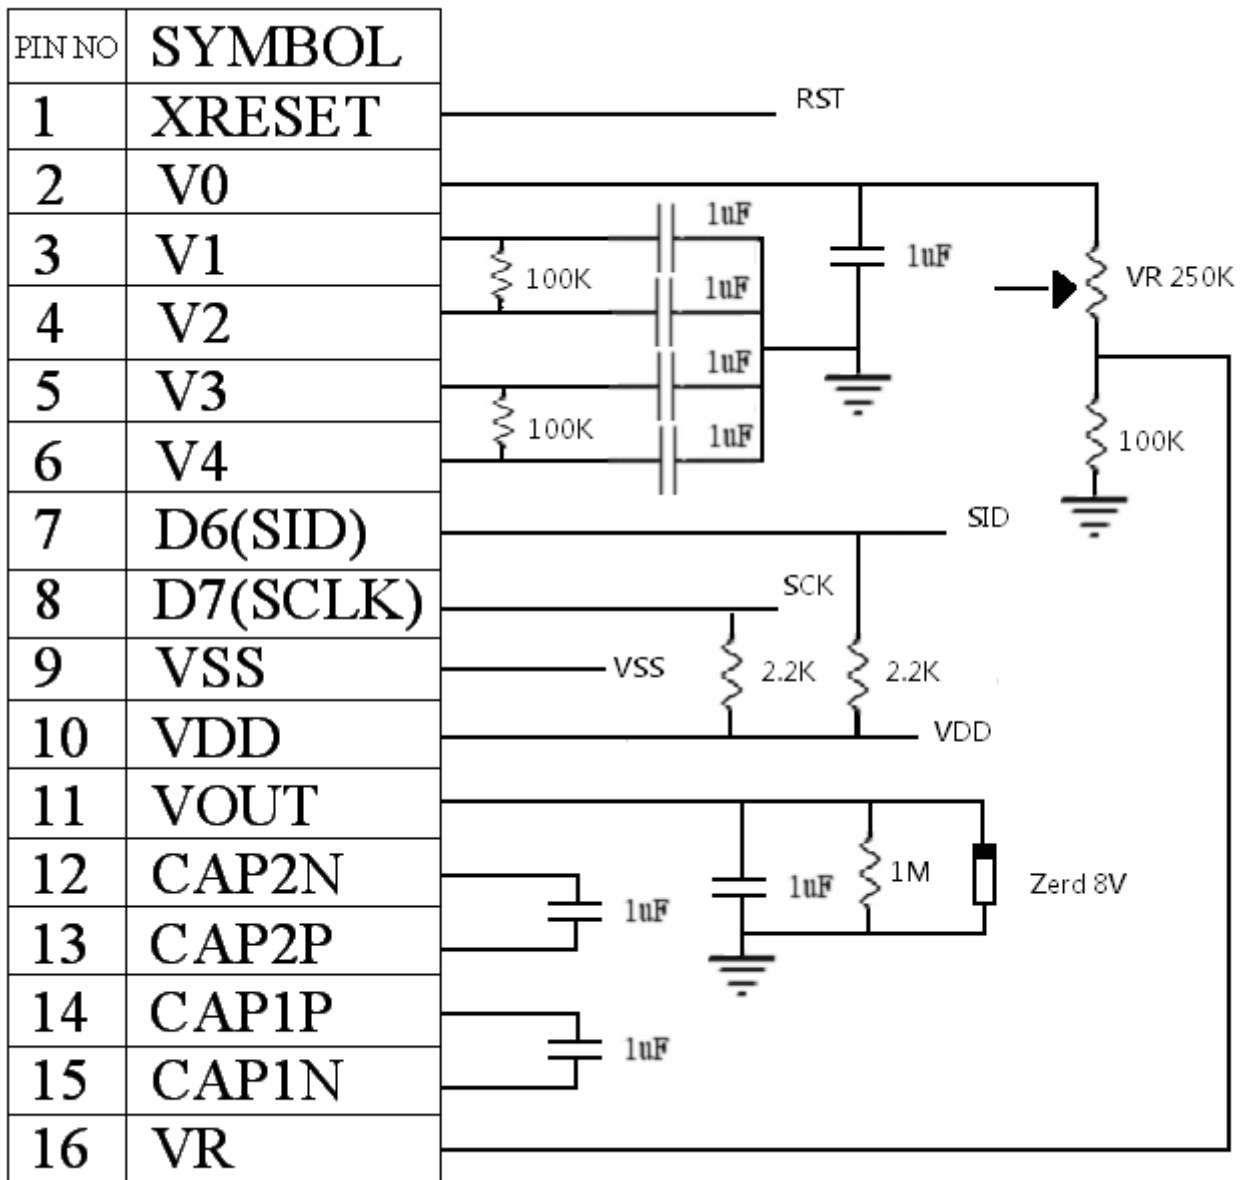 PIN NO SYMBOL
1 XRESET RST
2 V0
1uF
3 V1 1uF
100K VR 250K
1uF
4 V2
1uF
5 V3
100K 1uF 100K
6 V4
7 D6(SID) SID
8 D7(SCLK) SCK
9 VSS VSS 2.2K 2.2K
10 VDD VDD
11 VOUT
12 CAP2N 1uF 1M Zerd 8V
1uF
13 CAP2P
14 CAP1P
1uF
15 CAP1N
16 VR